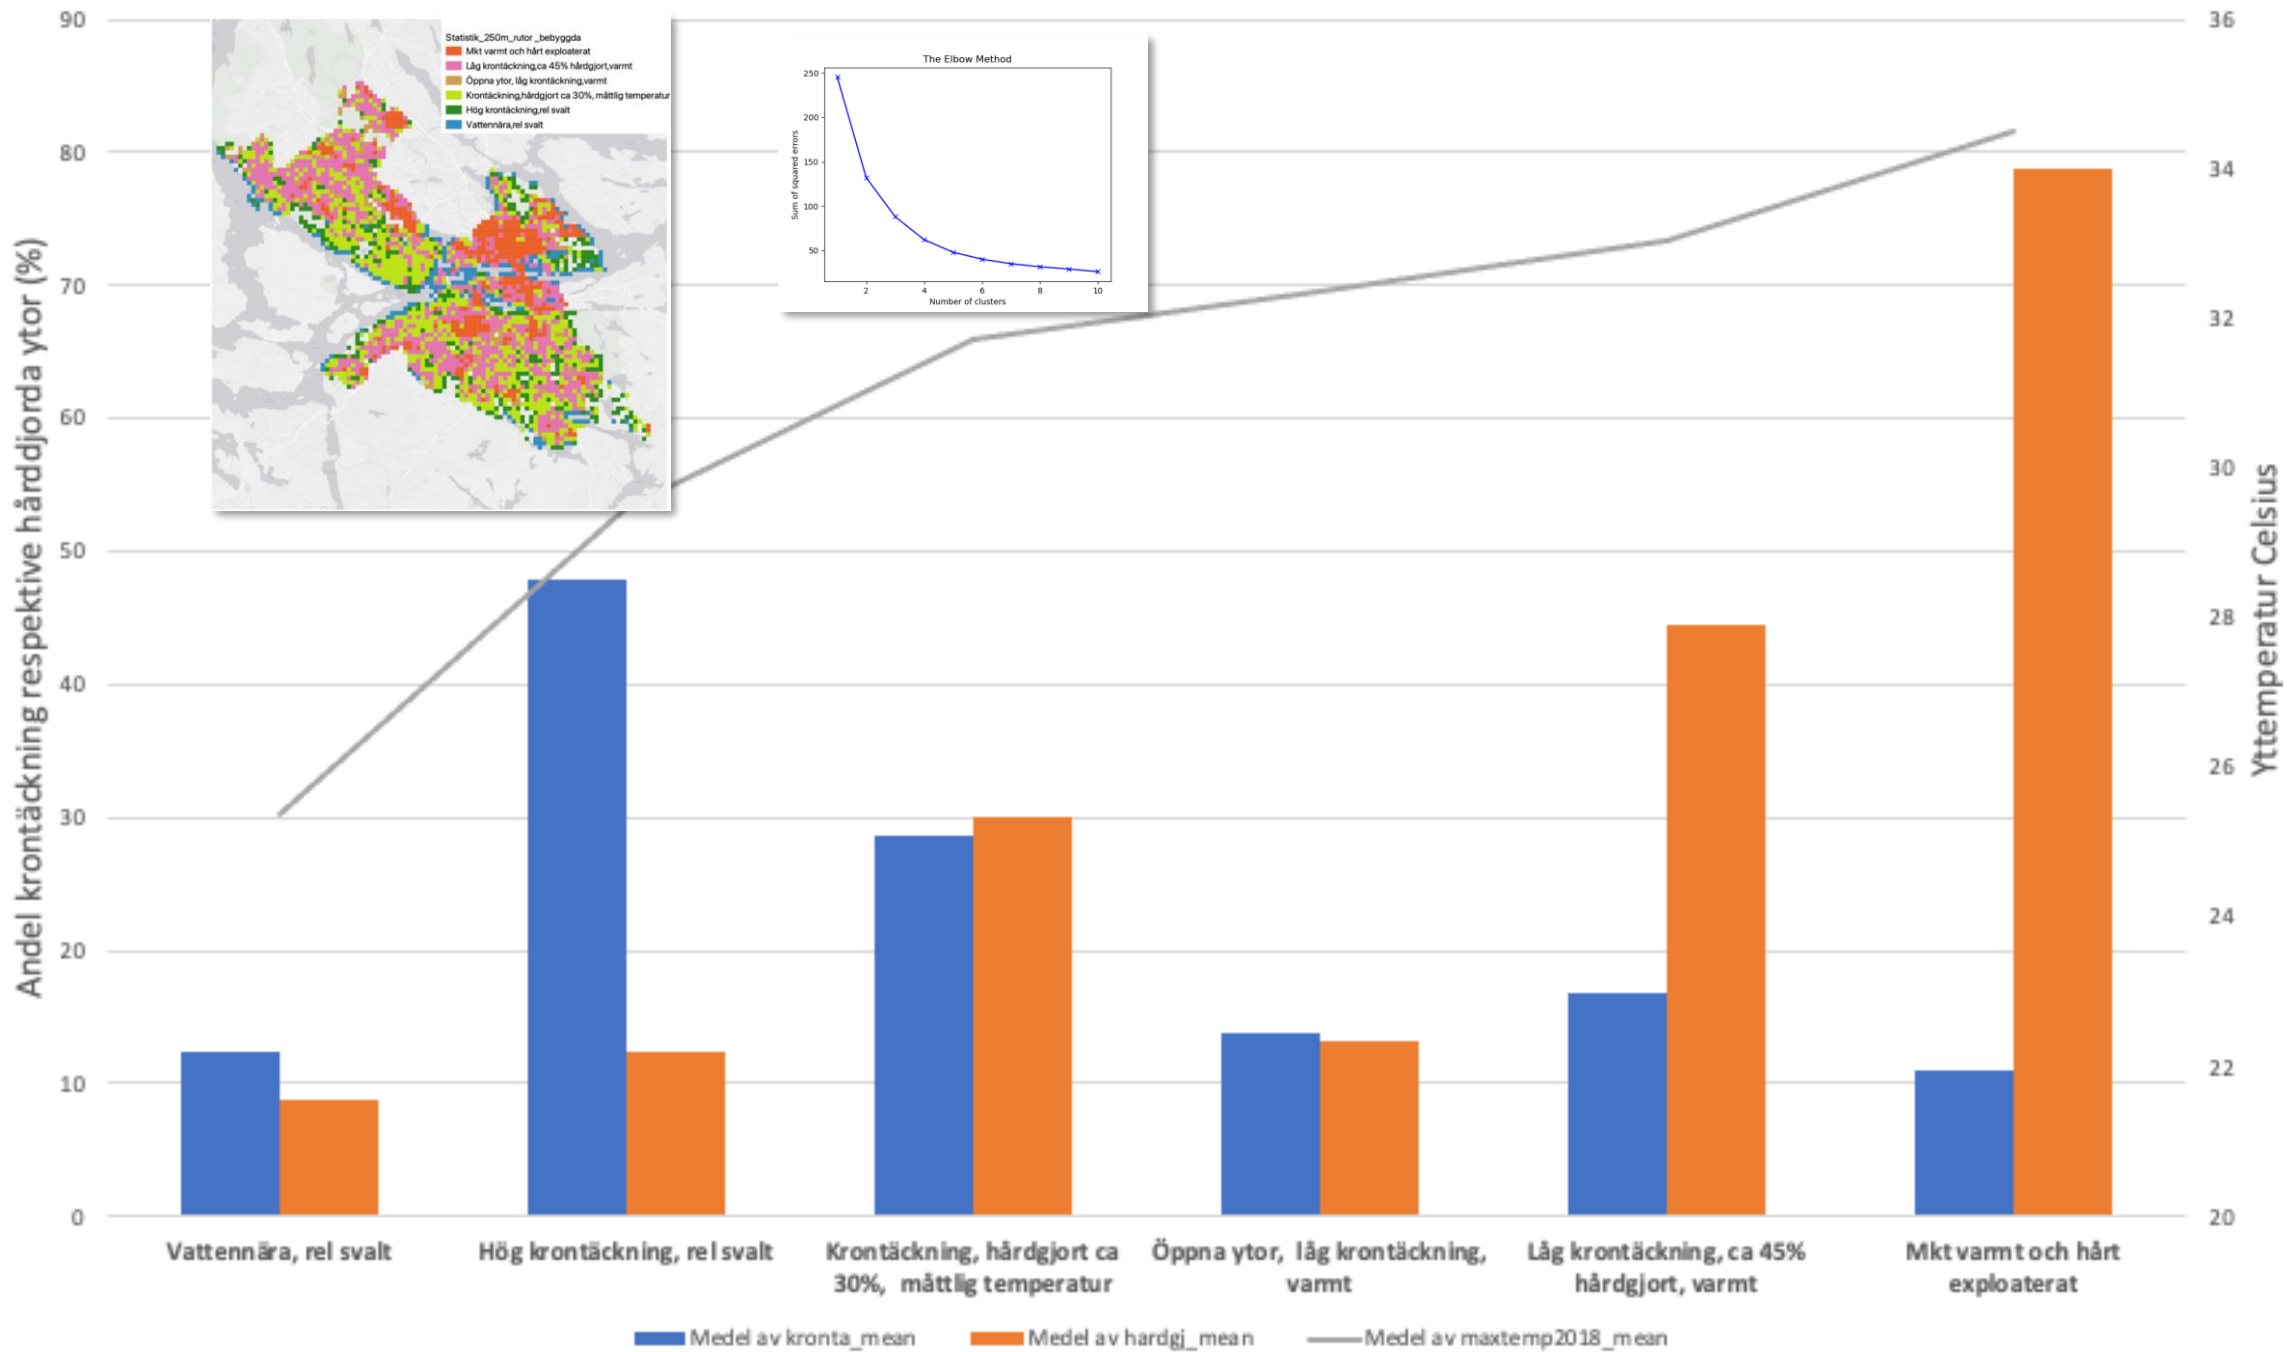 90
80
70
60
50
40
30
20
10
0
Andel krontäckning respektive hårddjorda ytor (%)
Statistik_250m_rutor_bebyggda
Mkt varmt och hårt exploaterat
Låg krontäckning,ca 45% hårdgjort,varmt
Öppna ytor, låg krontäckning,varmt
Krontäckning,hårdgjort ca 30%, måttlig temperatur
Hög krontäckning,rel svalt
Vattennära,rel svalt
The Elbow Method
250
200
150
100
50
Sum of squared errors
2 4 6 8 10
Number of clusters
36
34
32
30
28
26
24
22
20
Yttemperatur Celsius
Vattennära, rel svalt
Hög krontäckning, rel svalt
Krontäckning, hårdgjort ca
30%, måttlig temperatur
Öppna ytor, låg krontäckning,
varmt
Låg krontäckning, ca 45%
hårdgjort, varmt
Mkt varmt och hårt
exploaterat
Medel av kronta_mean Medel av hardgj_mean Medel av maxtemp2018_mean